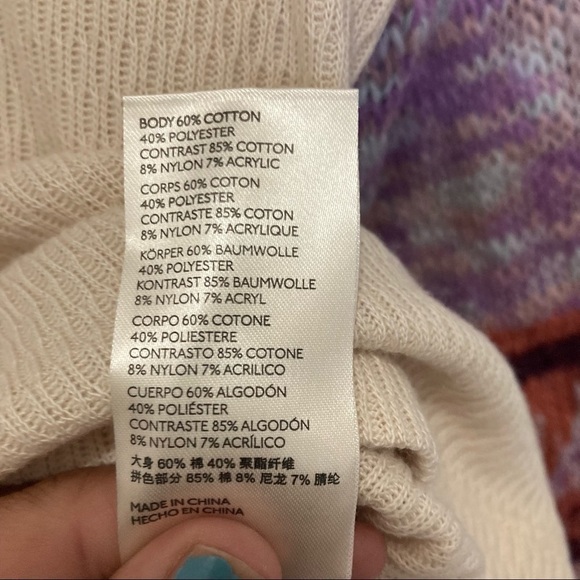 BODY 60% COTTON
40% POLYESTER
CONTRAST 85% COTTON
8% NYLON 7% ACRYLIC
CORPS 60% COTON
40% POLYESTER
CONTRASTE 85% COTON
8% NYLON 7% ACRYLIQUE
KÖRPER 60% BAUMWOLLE
40% POLYESTER
KONTRAST 85% BAUMWOLLE
8% NYLON 7% ACRYL
CORPO 60% COTONE
40% POLIESTERE
CONTRASTO 85% COTONE
8% NYLON 7% ACRILICO
CUERPO 60% ALGODÓN
40% POLIÉSTER
CONTRASTE 85% ALGODÓN
8% NYLON 7% ACRÍLICO
大身 60% 棉 40% 聚酯纤维
拼色部分 85% 棉 8% 尼龙 7% 腈纶
MADE IN CHINA
HECHO EN CHINA